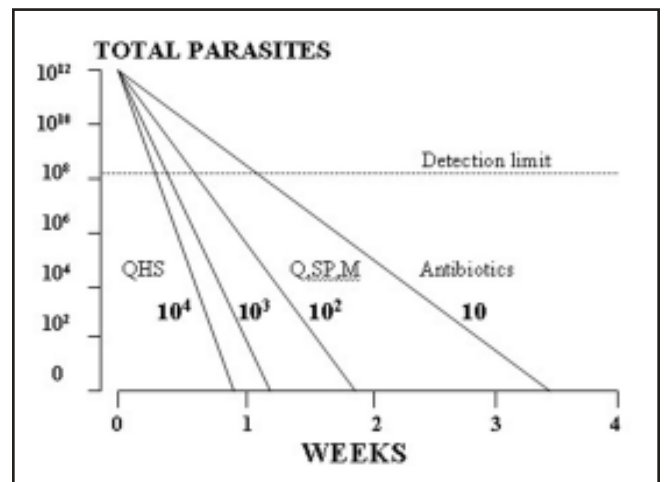 TOTAL PARASITES
10¹²
10¹⁰
Detection limit
10⁸
10⁶
10⁴ QHS Q,SP,M Antibiotics
10² 10⁴ 10³ 10² 10
0
0 1 2 3 4
WEEKS